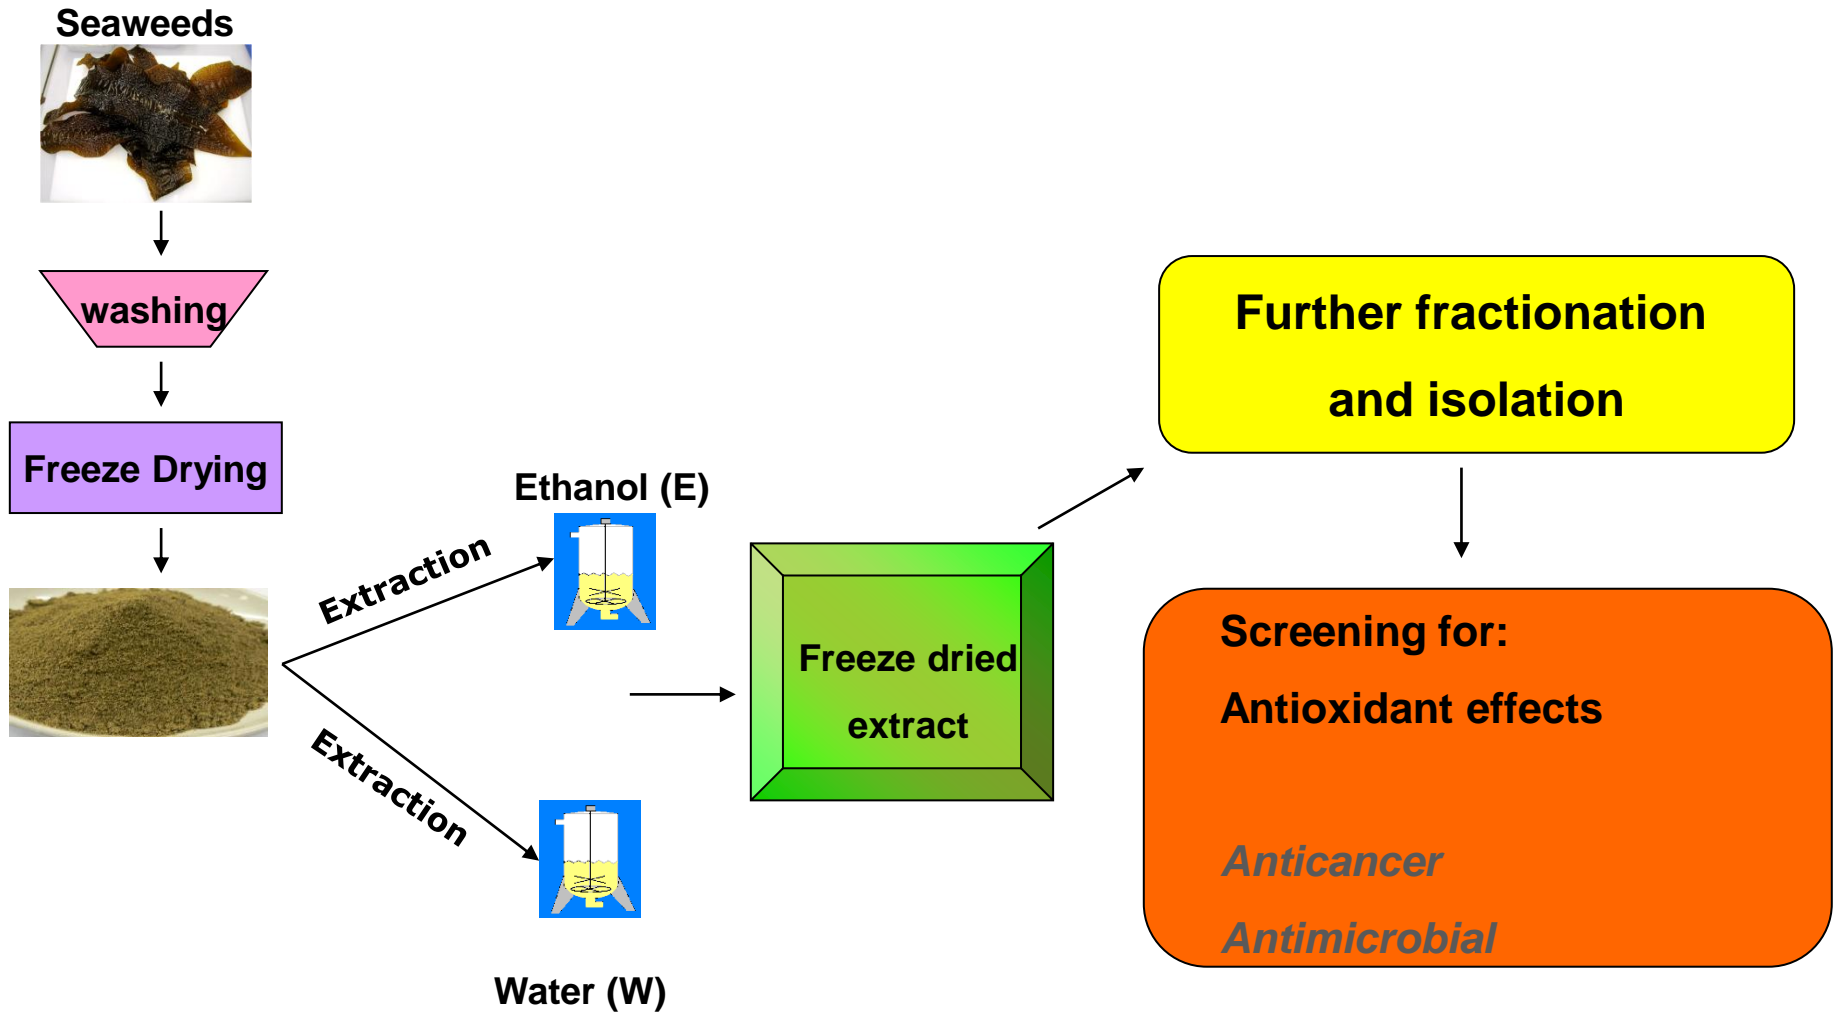 Seaweeds
washing
Freeze Drying
Extraction
Extraction
Ethanol (E)
Water (W)
Freeze dried
extract
Further fractionation
and isolation
Screening for:
Antioxidant effects
Anticancer
Antimicrobial